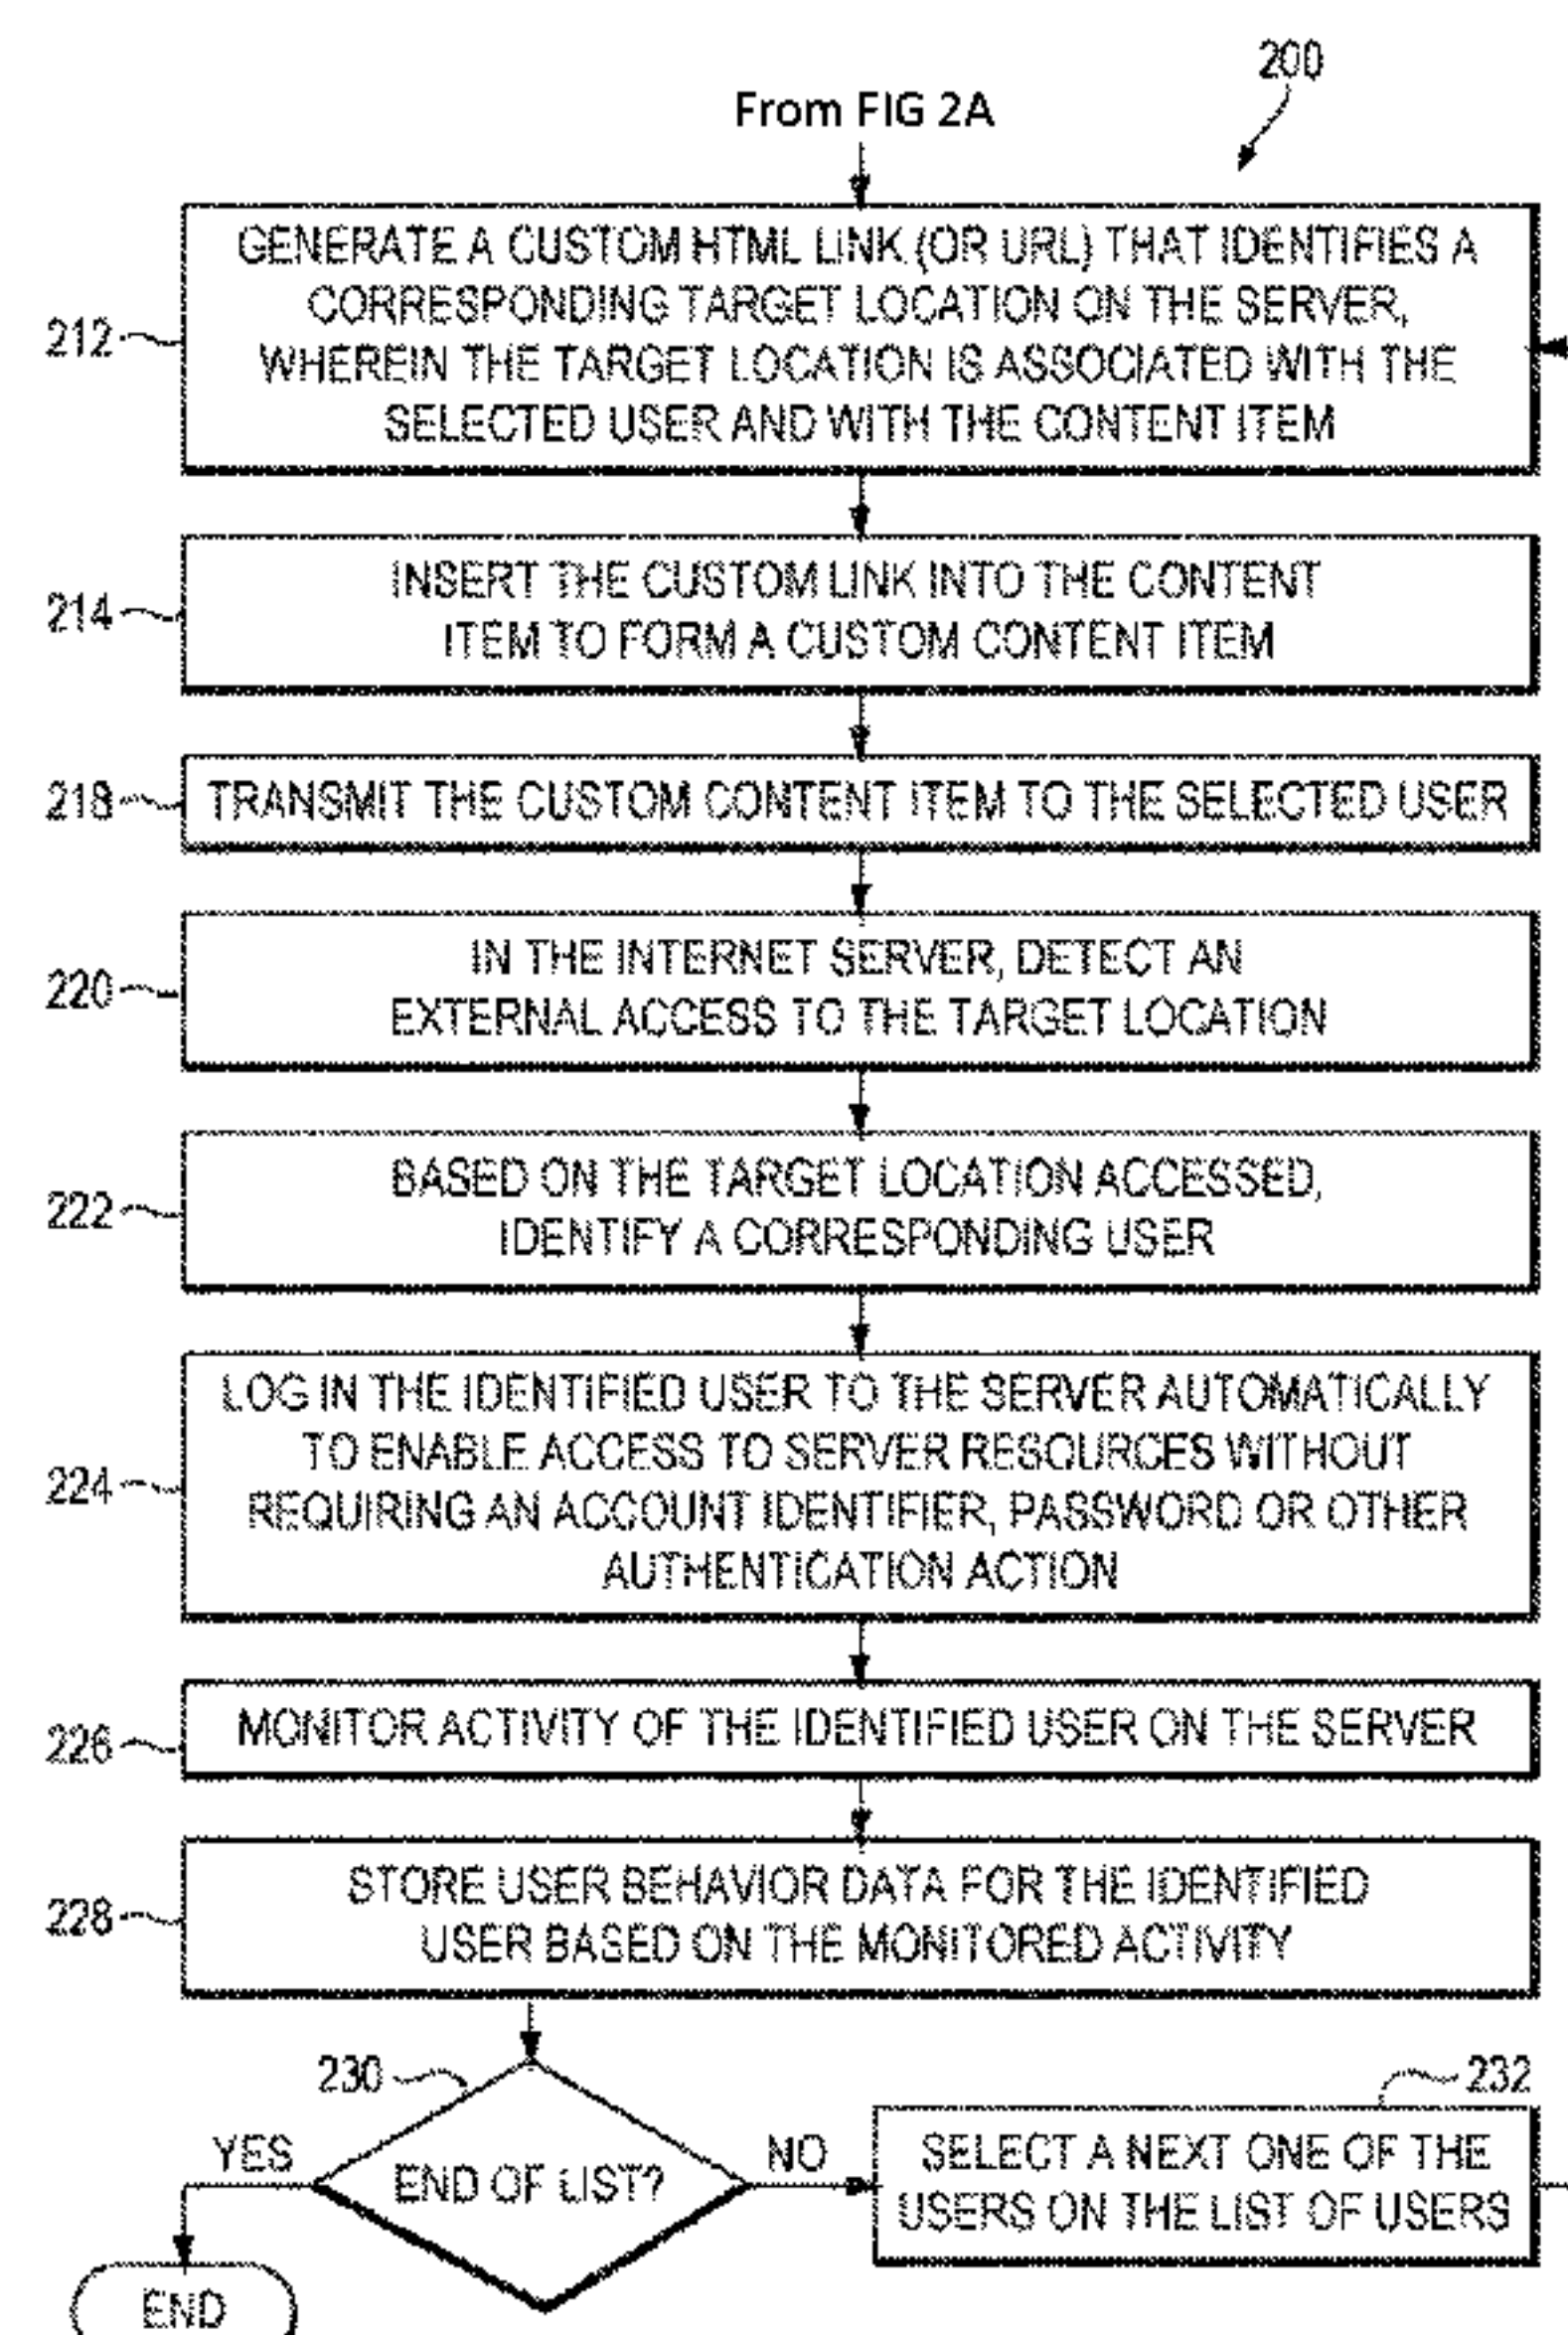 200
From FIG 2A
GENERATE A CUSTOM HTML LINK (OR URL) THAT IDENTIFIES A
CORRESPONDING TARGET LOCATION ON THE SERVER,
212
WHEREIN THE TARGET LOCATION IS ASSOCIATED WITH THE
SELECTED USER AND WITH THE CONTENT ITEM
INSERT THE CUSTOM LINK INTO THE CONTENT
214
ITEM TO FORM A CUSTOM CONTENT ITEM
218
TRANSMIT THE CUSTOM CONTENT ITEM TO THE SELECTED USER
IN THE INTERNET SERVER, DETECT AN
220
EXTERNAL ACCESS TO THE TARGET LOCATION
BASED ON THE TARGET LOCATION ACCESSED,
222
IDENTIFY A CORRESPONDING USER
LOG IN THE IDENTIFIED USER TO THE SERVER AUTOMATICALLY
TO ENABLE ACCESS TO SERVER RESOURCES WITHOUT
224
REQUIRING AN ACCOUNT IDENTIFIER, PASSWORD OR OTHER
AUTHENTICATION ACTION
226
MONITOR ACTIVITY OF THE IDENTIFIED USER ON THE SERVER
STORE USER BEHAVIOR DATA FOR THE IDENTIFIED
228
USER BASED ON THE MONITORED ACTIVITY
230
232
YES
END OF LIST?
NO
SELECT A NEXT ONE OF THE
USERS ON THE LIST OF USERS
END